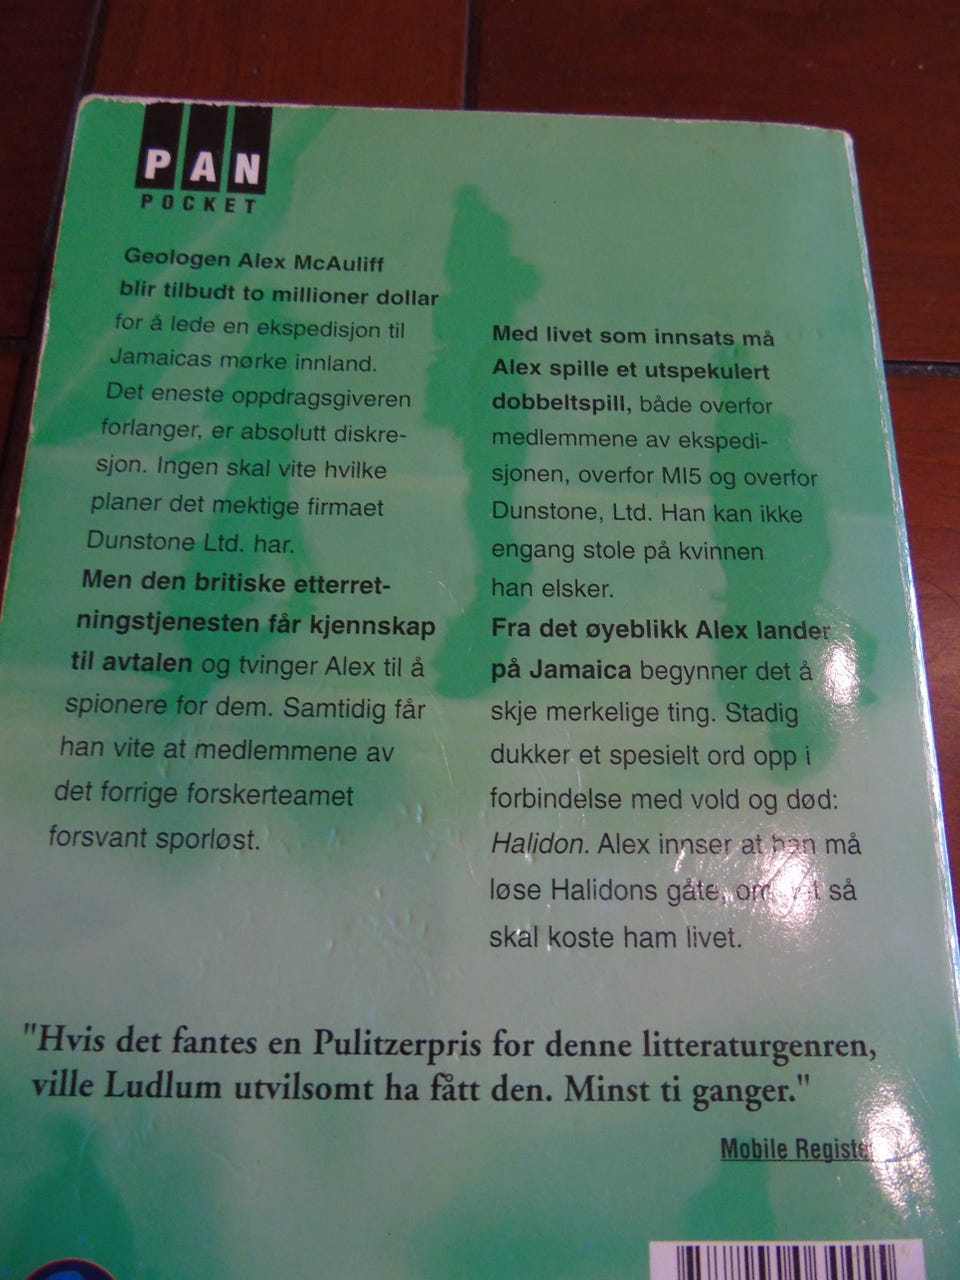 PAN
POCKET
Geologen Alex McAuliff
blir tilbudt to millioner dollar
for å lede en ekspedisjon til
Jamaicas mørke innland.
Det eneste oppdragsgiveren
forlanger, er absolutt diskre-
sjon. Ingen skal vite hvilke
planer det mektige firmaet
Dunstone Ltd. har.
Men den britiske etterret-
ningstjenesten får kjennskap
til avtalen og tvinger Alex til å
spionere for dem. Samtidig får
han vite at medlemmene av
det forrige forskerteamet
forsvant sporløst.
Med livet som innsats må
Alex spille et utspekulert
dobbeltspill, både overfor
medlemmene av ekspedi-
sjonen, overfor MI5 og overfor
Dunstone, Ltd. Han kan ikke
engang stole på kvinnen
han elsker.
Fra det øyeblikk Alex lander
på Jamaica begynner det å
skje merkelige ting. Stadig
dukker et spesielt ord opp i
forbindelse med vold og død:
Halidon. Alex innser at han må
løse Halidons gåte, om så
skal koste ham livet.
"Hvis det fantes en Pulitzerpris for denne litteraturgenren,
ville Ludlum utvilsomt ha fått den. Minst ti ganger."
Mobile Register